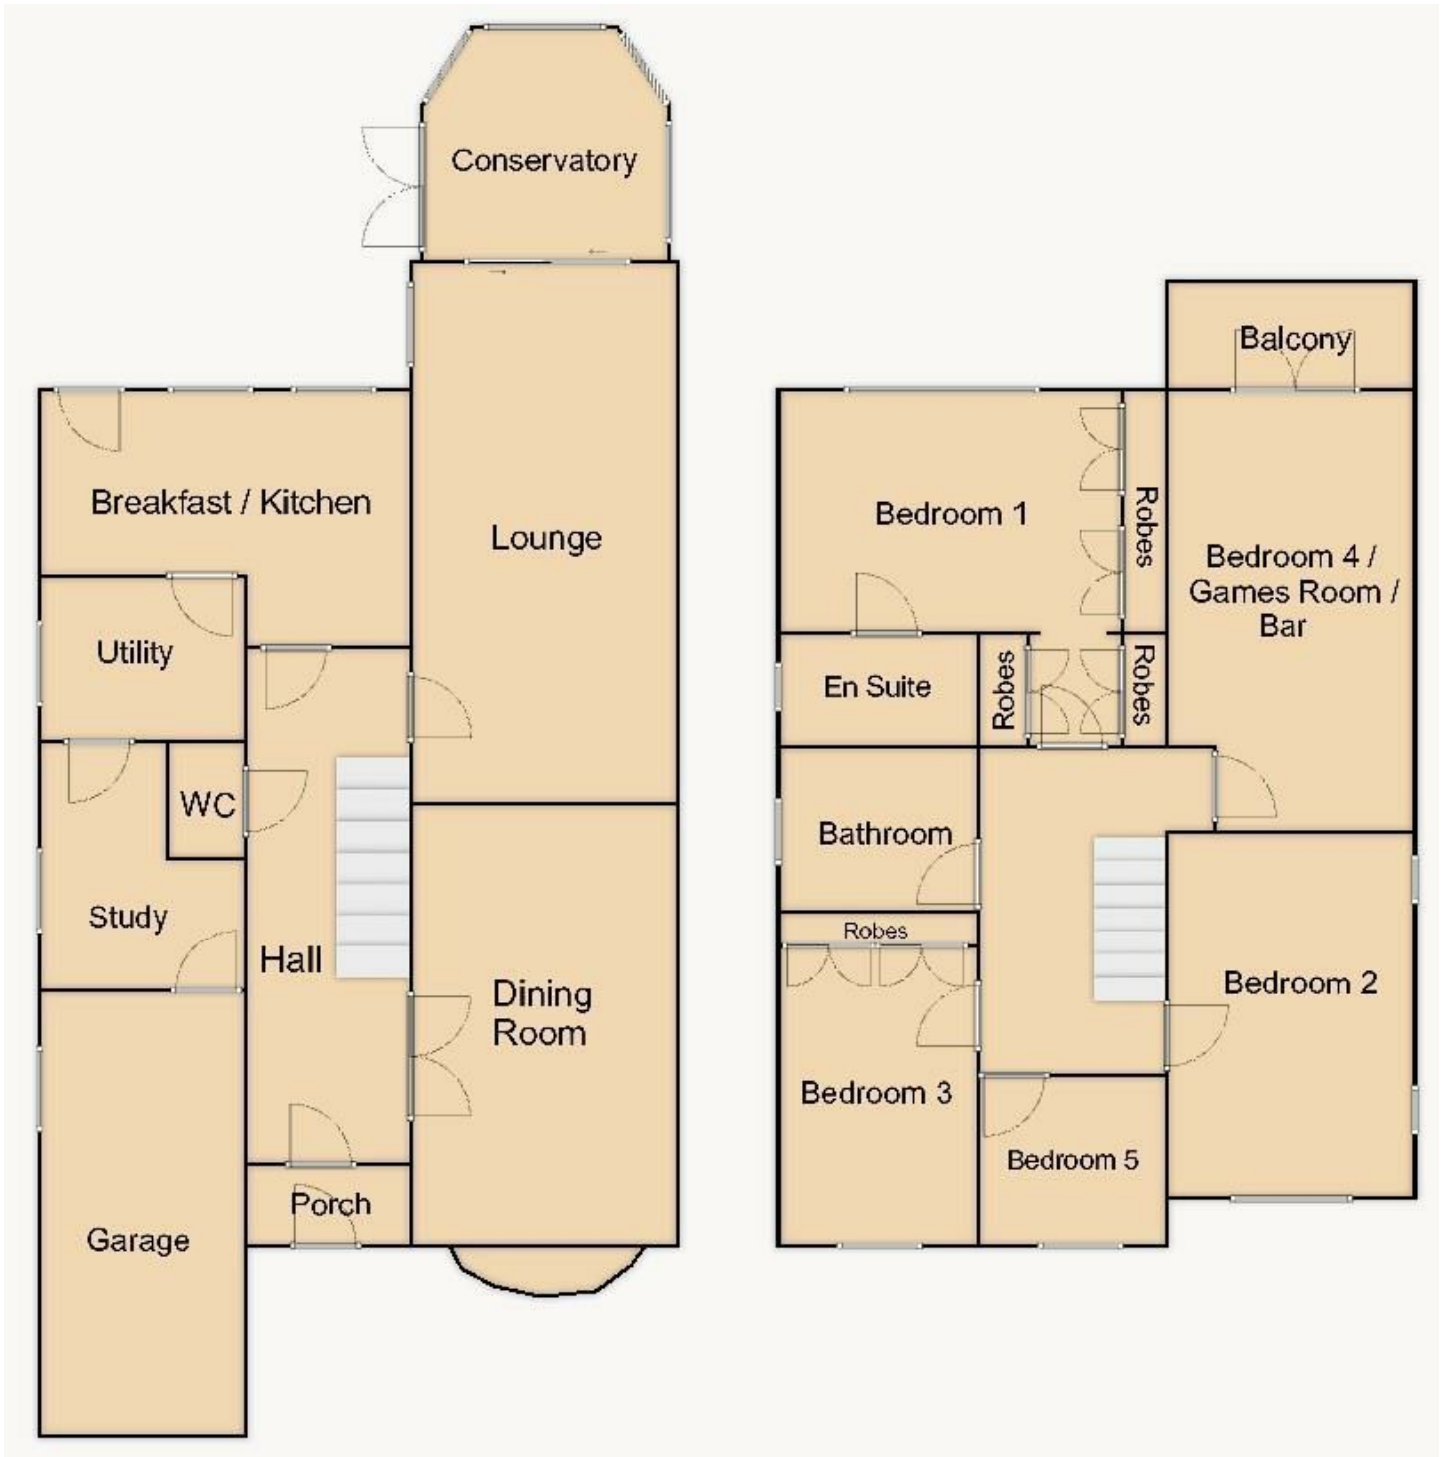 Conservatory
Breakfast / Kitchen
Lounge
Utility
WC
Study
Hall
Dining
Room
Porch
Garage
Balcony
Bedroom 1
Robes
Bedroom 4 /
Games Room /
Bar
En Suite
Robes
Robes
Bathroom
Robes
Bedroom 2
Bedroom 3
Bedroom 5